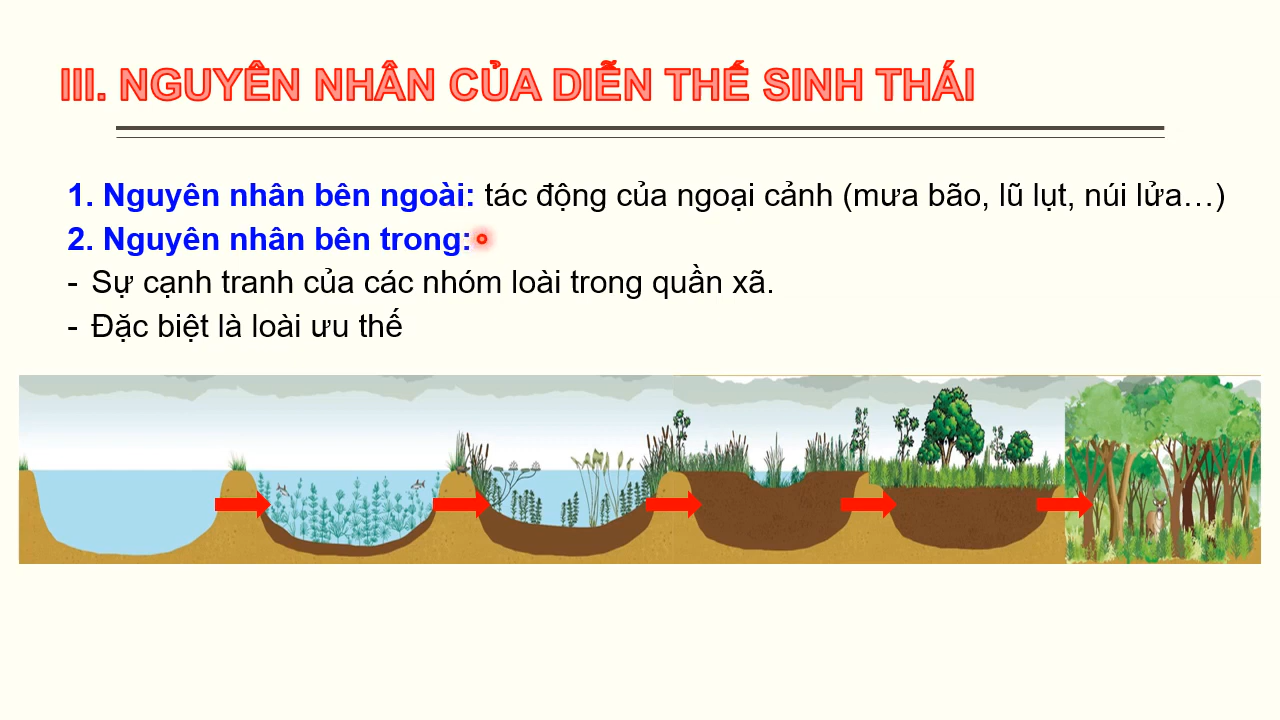 III. NGUYÊN NHÂN CỦA DIỄN THẾ SINH THÁI
1. Nguyên nhân bên ngoài: tác động của ngoại cảnh (mưa bão, lũ lụt, núi lửa…)
2. Nguyên nhân bên trong:
- Sự cạnh tranh của các nhóm loài trong quần xã.
- Đặc biệt là loài ưu thế